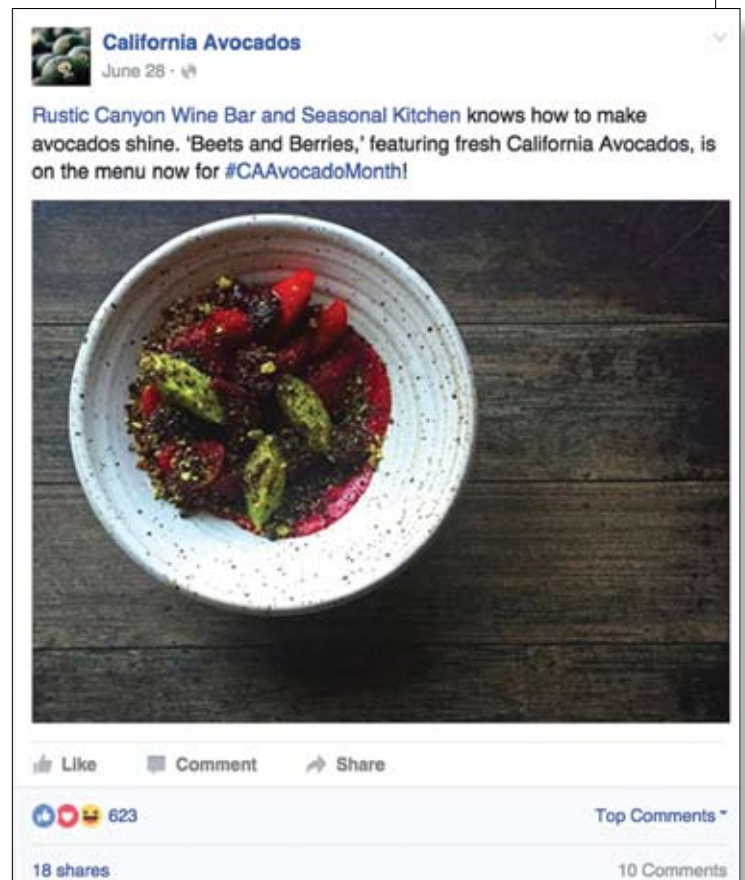 California Avocados
June 28 ·
Rustic Canyon Wine Bar and Seasonal Kitchen knows how to make
avocados shine. 'Beets and Berries,' featuring fresh California Avocados, is
on the menu now for #CAAvocadoMonth!
Like Comment Share
623 Top Comments
18 shares 10 Comments